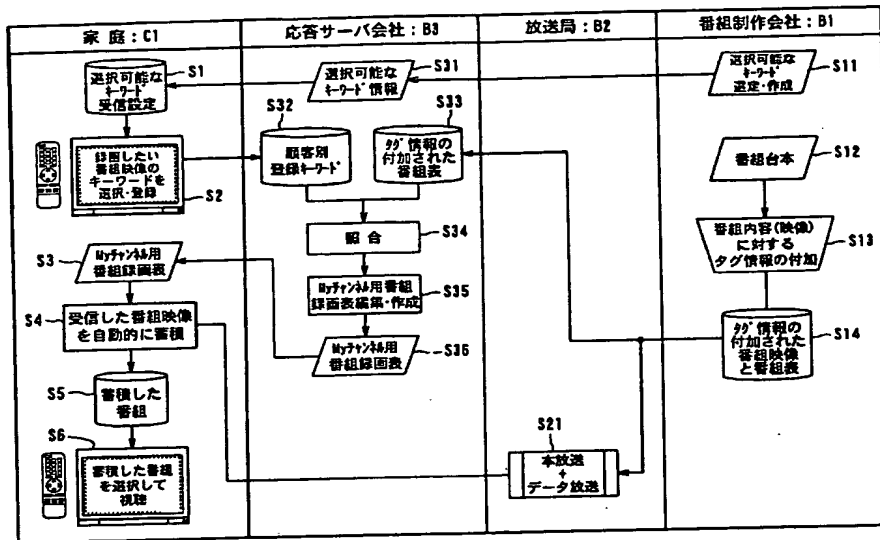 家 庭：C1
応答サーバ会社：B3
放送局：B2
番組制作会社：B1
選択可能な
キーワード
受信設定
S1
選択可能な
キーワード情報
S31
選択可能な
キーワード
選定・作成
S11
録画したい
番組映像の
キーワードを
選択・登録
S2
顧客別
登録キーワード
S32
タグ情報の
付加された
番組表
S33
番組台本
S12
照 合
S34
番組内容(映像)
に対する
タグ情報の付加
S13
Myチャンネル用
番組録画表
S3
Myチャンネル用番組
録画表編集・作成
S35
受信した番組映像
を自動的に蓄積
S4
Myチャンネル用
番組録画表
S36
タグ情報の
付加された
番組映像
と番組表
S14
蓄積した
番組
S5
蓄積した番組
を選択して
視聴
S6
本放送
+
データ放送
S21